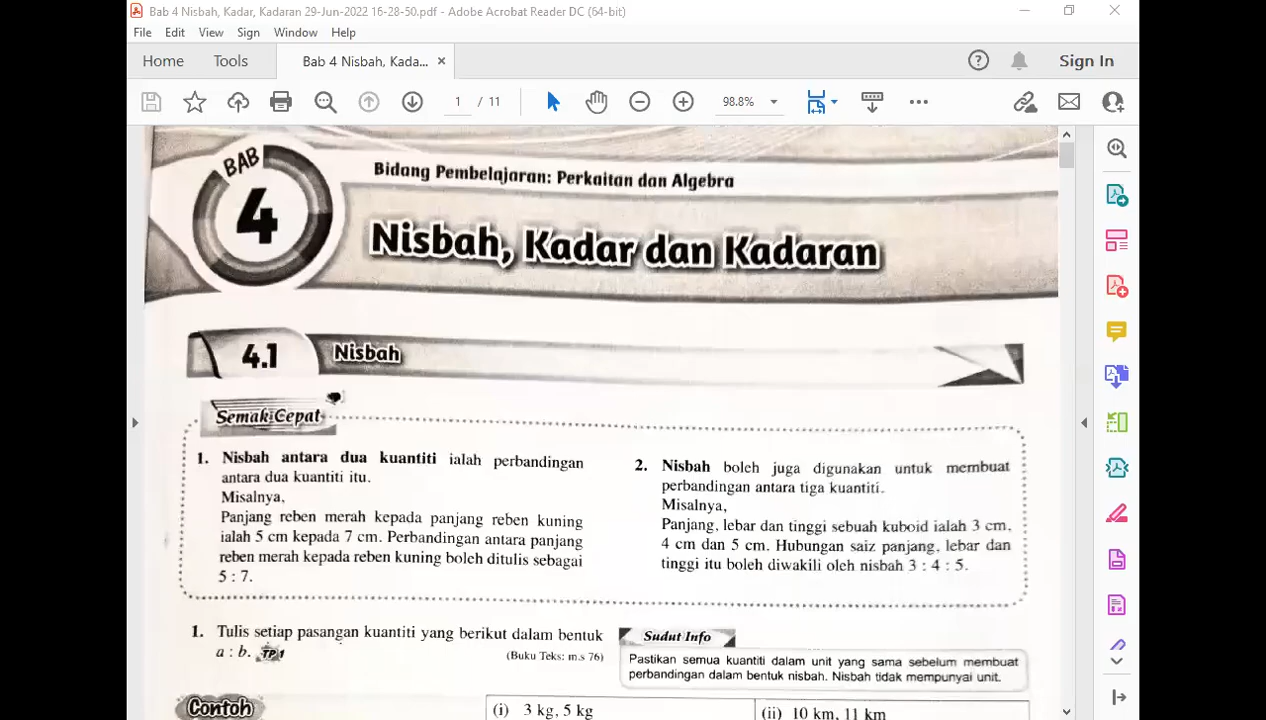 Bab 4 Nisbah, Kadar, Kadaran 29-Jun-2022 16-28-50.pdf - Adobe Acrobat Reader DC (64-bit)
File Edit View Sign Window Help
Home Tools Bab 4 Nisbah, Kada... × Sign In
1 / 11 98.8%
BAB
4
Bidang Pembelajaran: Perkaitan dan Algebra
Nisbah, Kadar dan Kadaran
4.1 Nisbah
Semak Cepat
1. Nisbah antara dua kuantiti ialah perbandingan
antara dua kuantiti itu.
Misalnya,
Panjang reben merah kepada panjang reben kuning
ialah 5 cm kepada 7 cm. Perbandingan antara panjang
reben merah kepada reben kuning boleh ditulis sebagai
5 : 7.
2. Nisbah boleh juga digunakan untuk membuat
perbandingan antara tiga kuantiti.
Misalnya,
Panjang, lebar dan tinggi sebuah kuboid ialah 3 cm,
4 cm dan 5 cm. Hubungan saiz panjang, lebar dan
tinggi itu boleh diwakili oleh nisbah 3 : 4 : 5.
1. Tulis setiap pasangan kuantiti yang berikut dalam bentuk
a : b. TP 1 (Buku Teks: m.s 76)
Sudut Info
Pastikan semua kuantiti dalam unit yang sama sebelum membuat
perbandingan dalam bentuk nisbah. Nisbah tidak mempunyai unit.
Contoh
(i) 3 kg, 5 kg
(ii) 10 km, 11 km